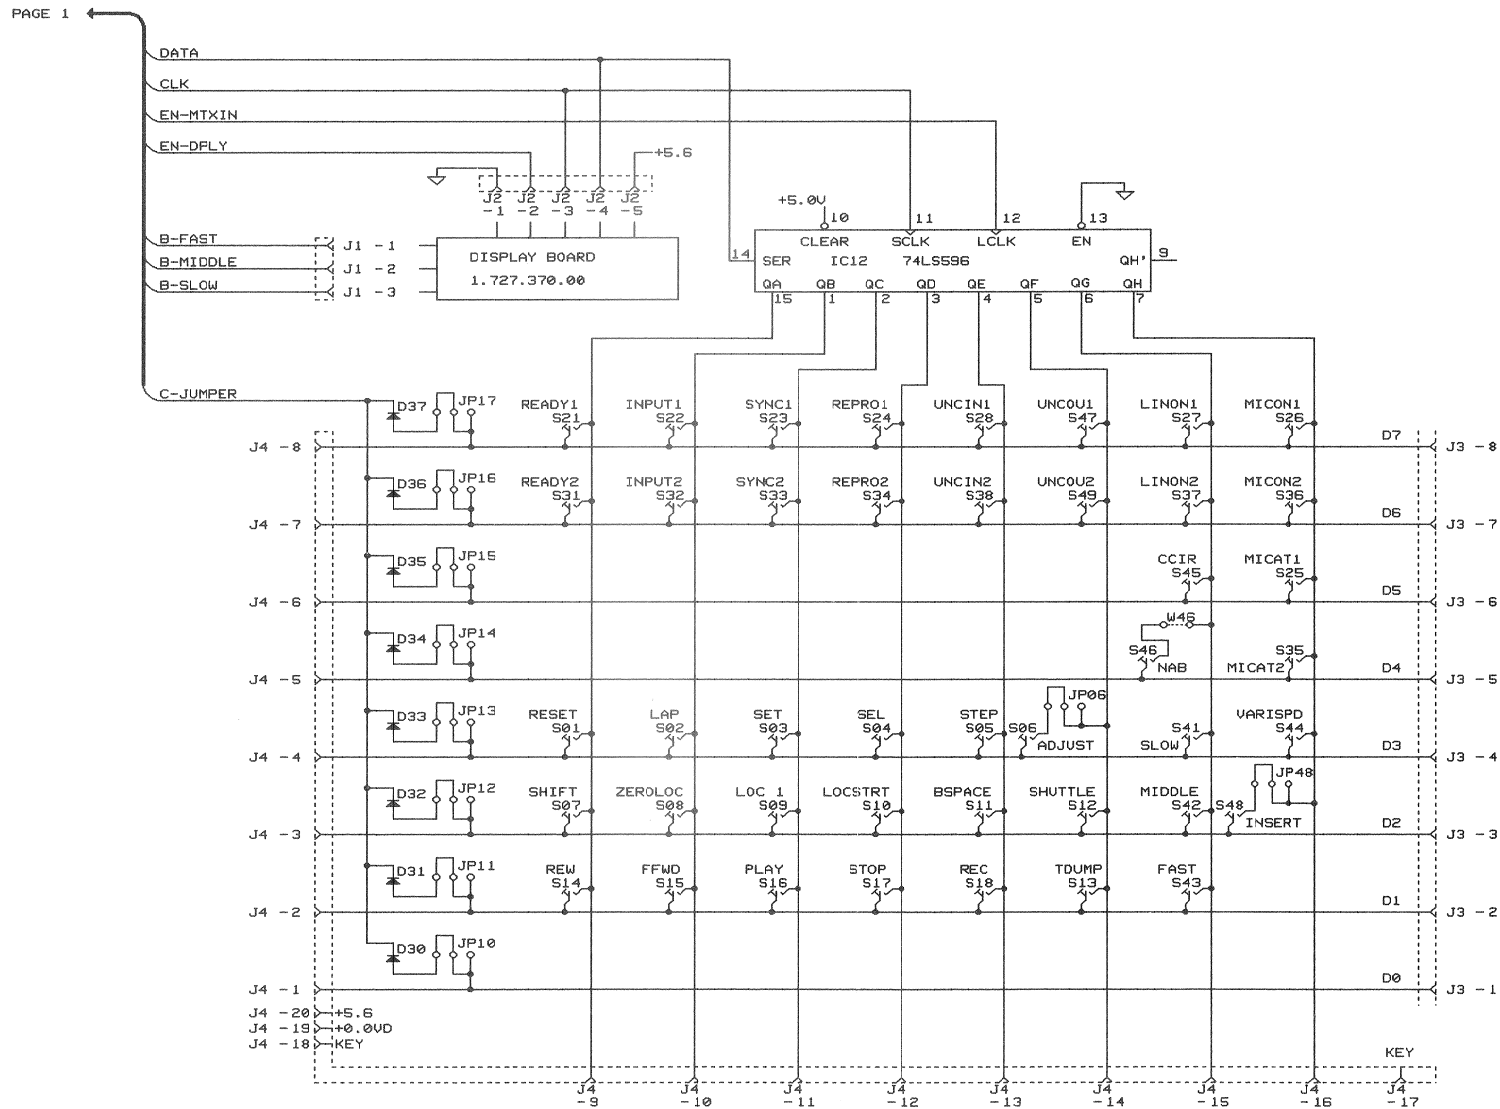 PAGE 1
DATA
CLK
EN-MTXIN
EN-DPLY
+5.6
J2 J2 J2 J2 J2
-1 -2 -3 -4 -5
+5.0V
10 11 12 13
CLEAR SCLK LCLK EN
14 SER IC12 74LS596 QH' 9
QA QB QC QD QE QF QG QH
15 1 2 3 4 5 6 7
B-FAST J1 -1
B-MIDDLE J1 -2
B-SLOW J1 -3
DISPLAY BOARD
1.727.370.00
C-JUMPER
D37 JP17
READY1 INPUT1 SYNC1 REPRO1 UNCIN1 UNCOU1 LINON1 MICON1
S21 S22 S23 S24 S28 S47 S27 S26
D7
J4 -8 J3 -8
D36 JP16
READY2 INPUT2 SYNC2 REPRO2 UNCIN2 UNCOU2 LINON2 MICON2
S31 S32 S33 S34 S38 S49 S37 S36
D6
J4 -7 J3 -7
D35 JP15
CCIR MICAT1
S45 S25
D5
J4 -6 J3 -6
W46
D34 JP14
S46 S35
NAB MICAT2
D4
J4 -5 J3 -5
JP06
D33 JP13
RESET LAP SET SEL STEP VARISPD
S01 S02 S03 S04 S05 S06 S41 S44
ADJUST SLOW
D3
J4 -4 J3 -4
JP48
D32 JP12
SHIFT ZEROLOC LOC 1 LOCSTRT BSPACE SHUTTLE MIDDLE
S07 S08 S09 S10 S11 S12 S42 S48
INSERT
D2
J4 -3 J3 -3
D31 JP11
REW FFWD PLAY STOP REC TDUMP FAST
S14 S15 S16 S17 S18 S13 S43
D1
J4 -2 J3 -2
D30 JP10
D0
J4 -1 J3 -1
J4 -20 +5.6
J4 -19 +0.0VD
J4 -18 KEY
KEY
J4 J4 J4 J4 J4 J4 J4 J4 J4
-9 -10 -11 -12 -13 -14 -15 -16 -17